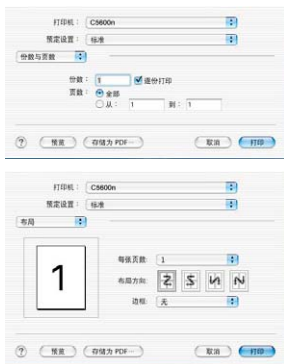 打印机: C5600n
预定设置: 标准
份数与页数
份数: 1 逐份打印
页数: 全部
从: 1 到: 1
? 预览 存储为 PDF… 取消 打印
打印机: C5600n
预定设置: 标准
布局
1
每张页数: 1
布局方向:
边框: 无
? 预览 存储为 PDF… 取消 打印